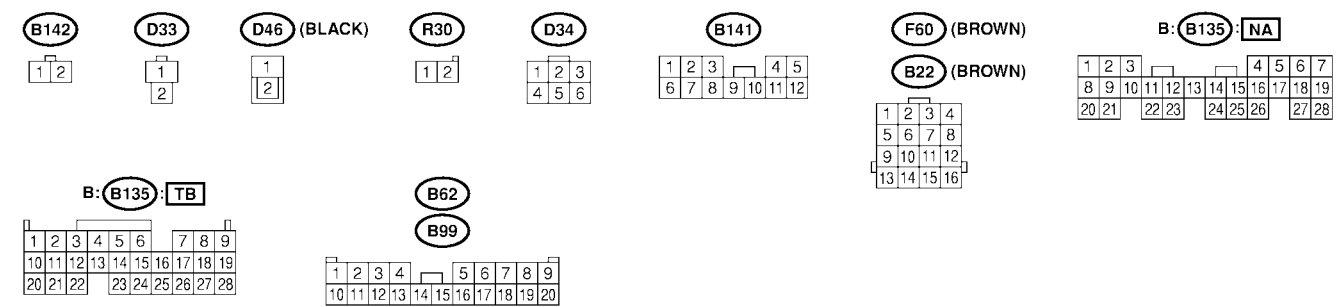 B142
1 2
D33
1
2
D46 (BLACK)
1
2
R30
1 2
D34
1 2 3
4 5 6
B141
1 2 3 4 5
6 7 8 9 10 11 12
F60 (BROWN)
B22 (BROWN)
1 2 3 4
5 6 7 8
9 10 11 12
13 14 15 16
B: B135 : NA
1 2 3 4 5 6 7
8 9 10 11 12 13 14 15 16 17 18 19
20 21 22 23 24 25 26 27 28
B: B135 : TB
1 2 3 4 5 6 7 8 9
10 11 12 13 14 15 16 17 18 19
20 21 22 23 24 25 26 27 28
B62
B99
1 2 3 4 5 6 7 8 9
10 11 12 13 14 15 16 17 18 19 20